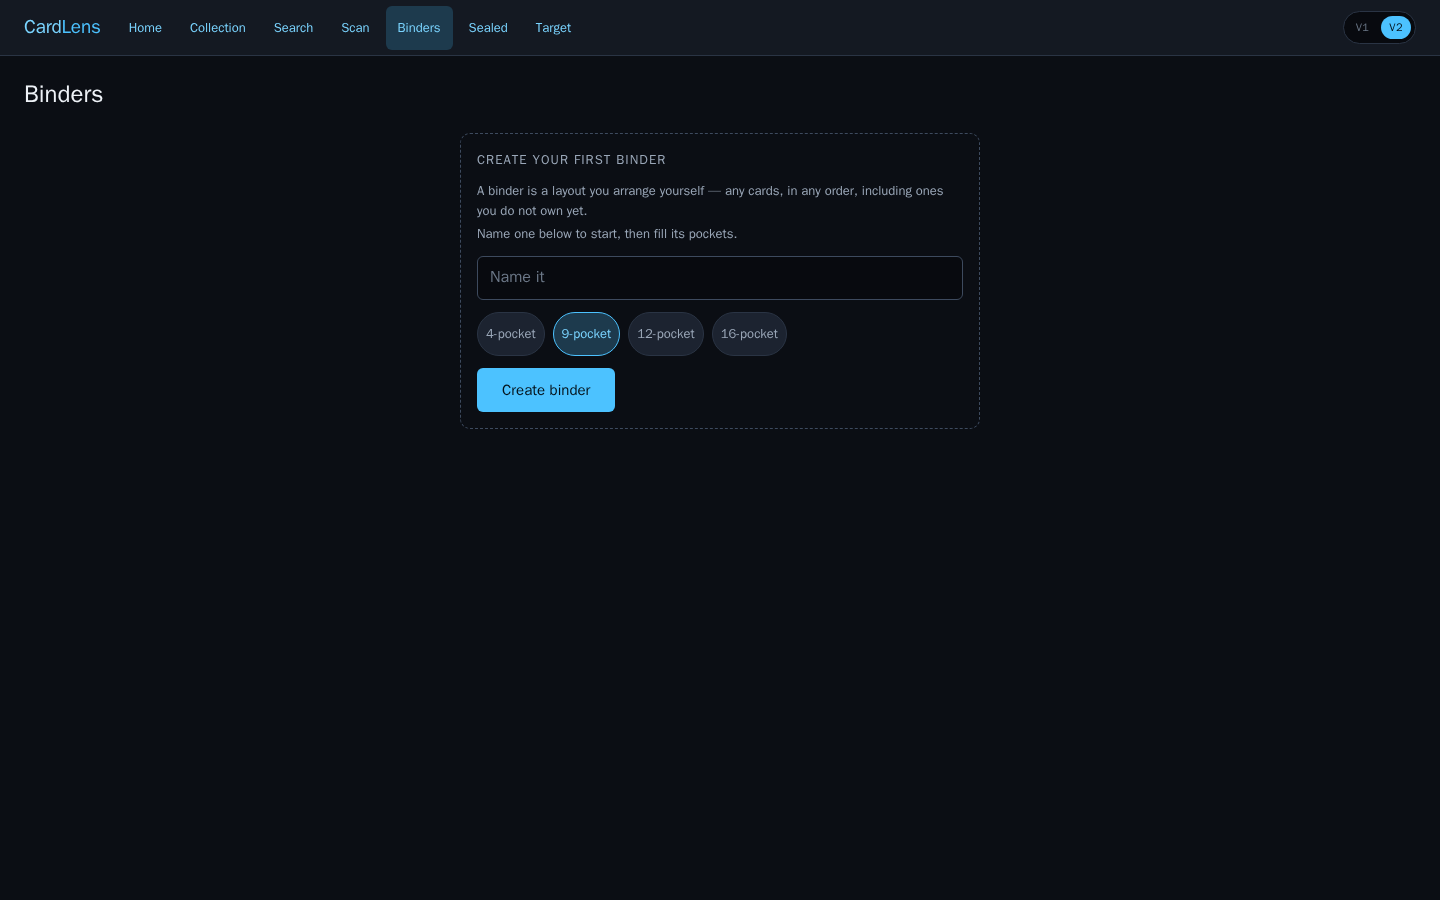 CardLens Home Collection Search Scan Binders Sealed Target V1 V2
Binders
CREATE YOUR FIRST BINDER
A binder is a layout you arrange yourself — any cards, in any order, including ones
you do not own yet.
Name one below to start, then fill its pockets.
Name it
4-pocket 9-pocket 12-pocket 16-pocket
Create binder